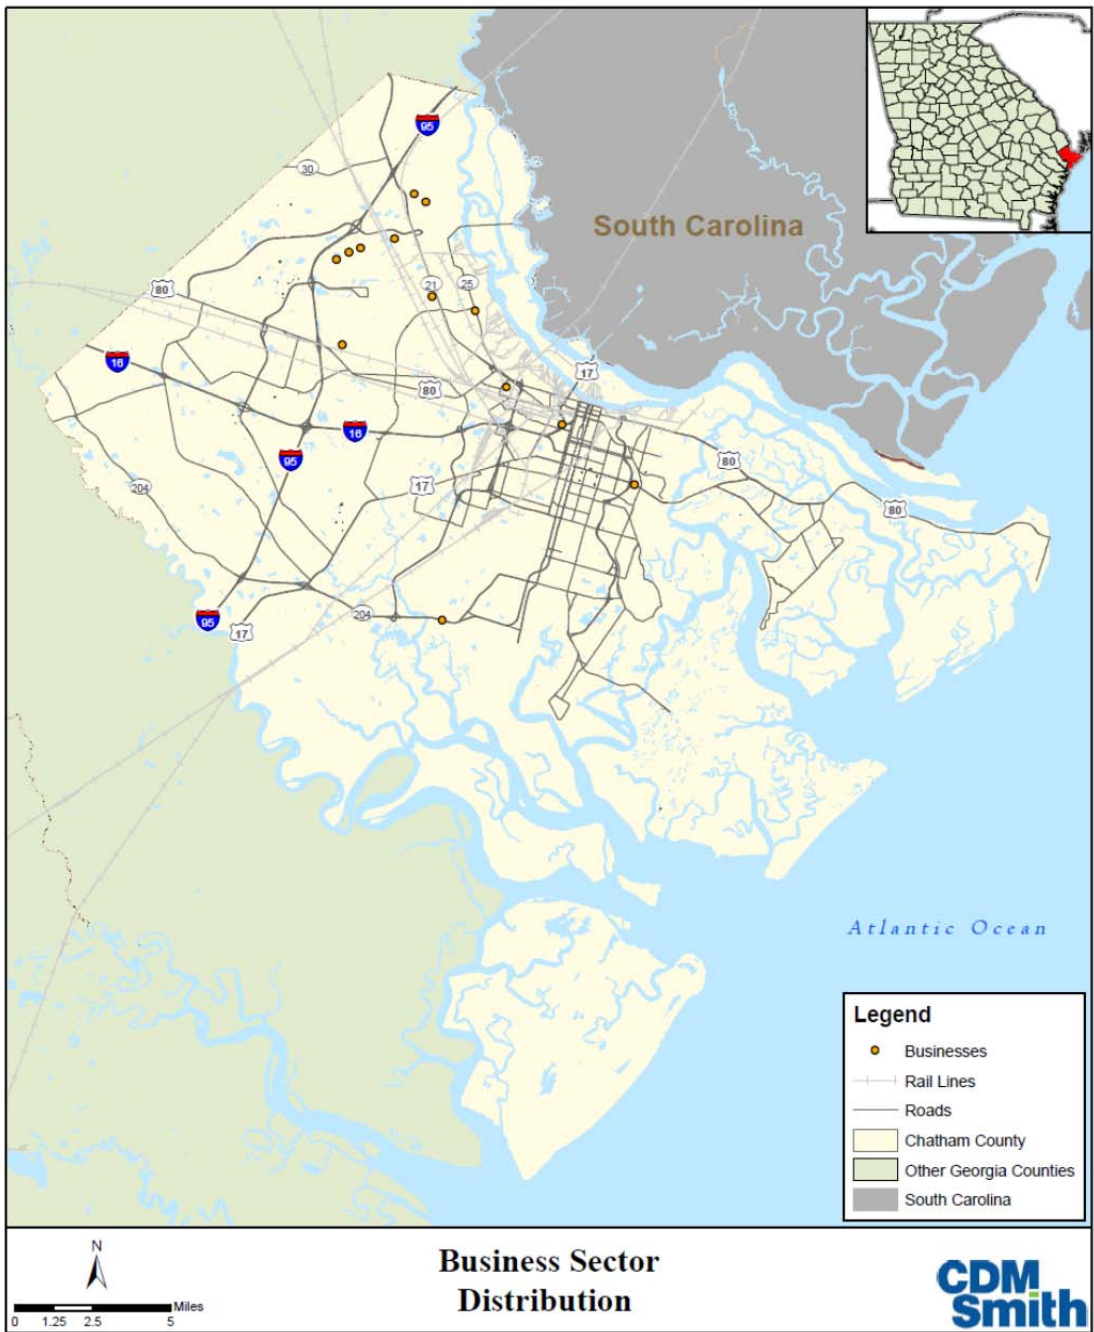 95
30
South Carolina
80
21
25
16
17
80
16
95
17
80
204
80
204
95
17
Atlantic Ocean
Legend
Businesses
Rail Lines
Roads
Chatham County
Other Georgia Counties
South Carolina
N
Miles
0 1.25 2.5 5
Business Sector
Distribution
CDM
Smith